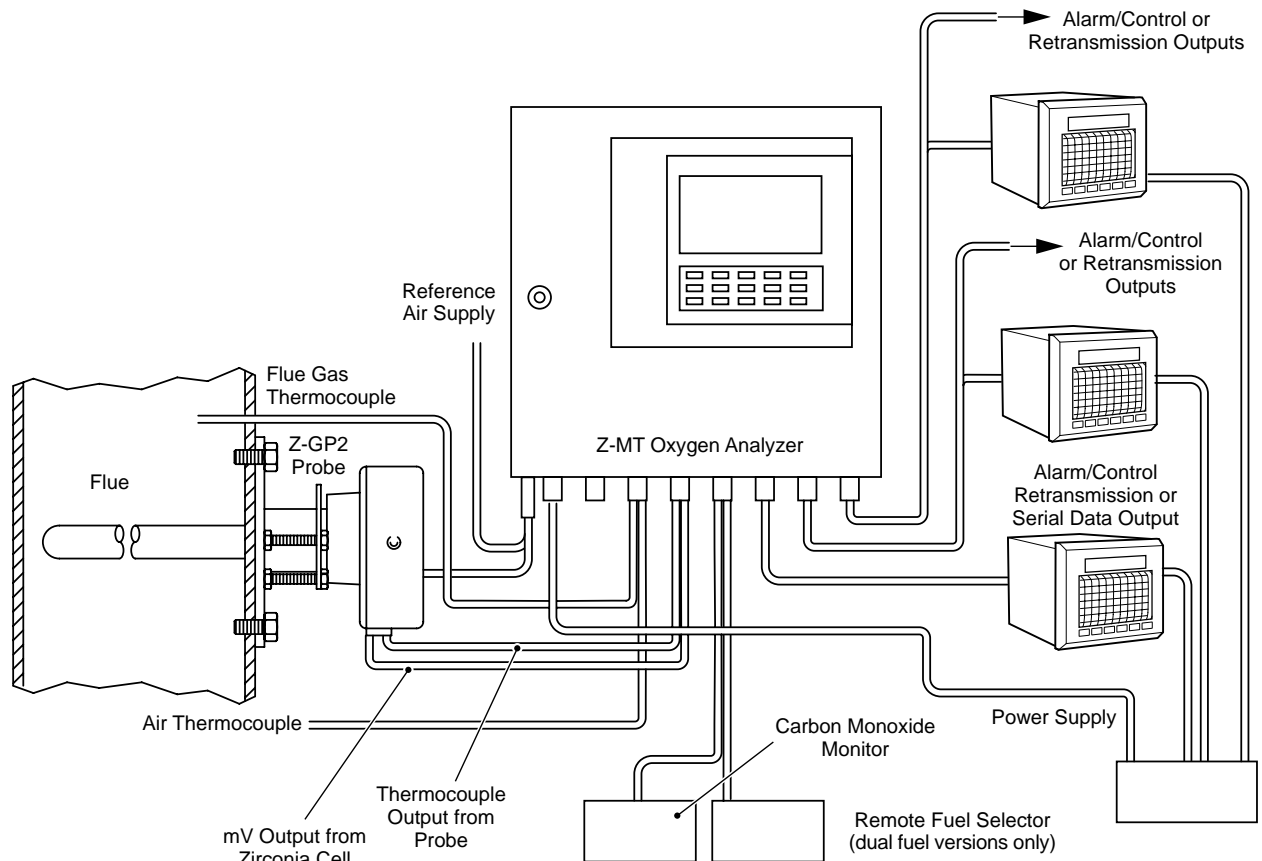 Alarm/Control or
Retransmission Outputs
Alarm/Control
or Retransmission
Outputs
Reference
Air Supply
Flue Gas
Thermocouple
Z-GP2
Probe
Flue
Z-MT Oxygen Analyzer
Alarm/Control
Retransmission or
Serial Data Output
Air Thermocouple
Power Supply
Carbon Monoxide
Monitor
Thermocouple
Output from
Probe
Remote Fuel Selector
(dual fuel versions only)
mV Output from
Zirconia Cell